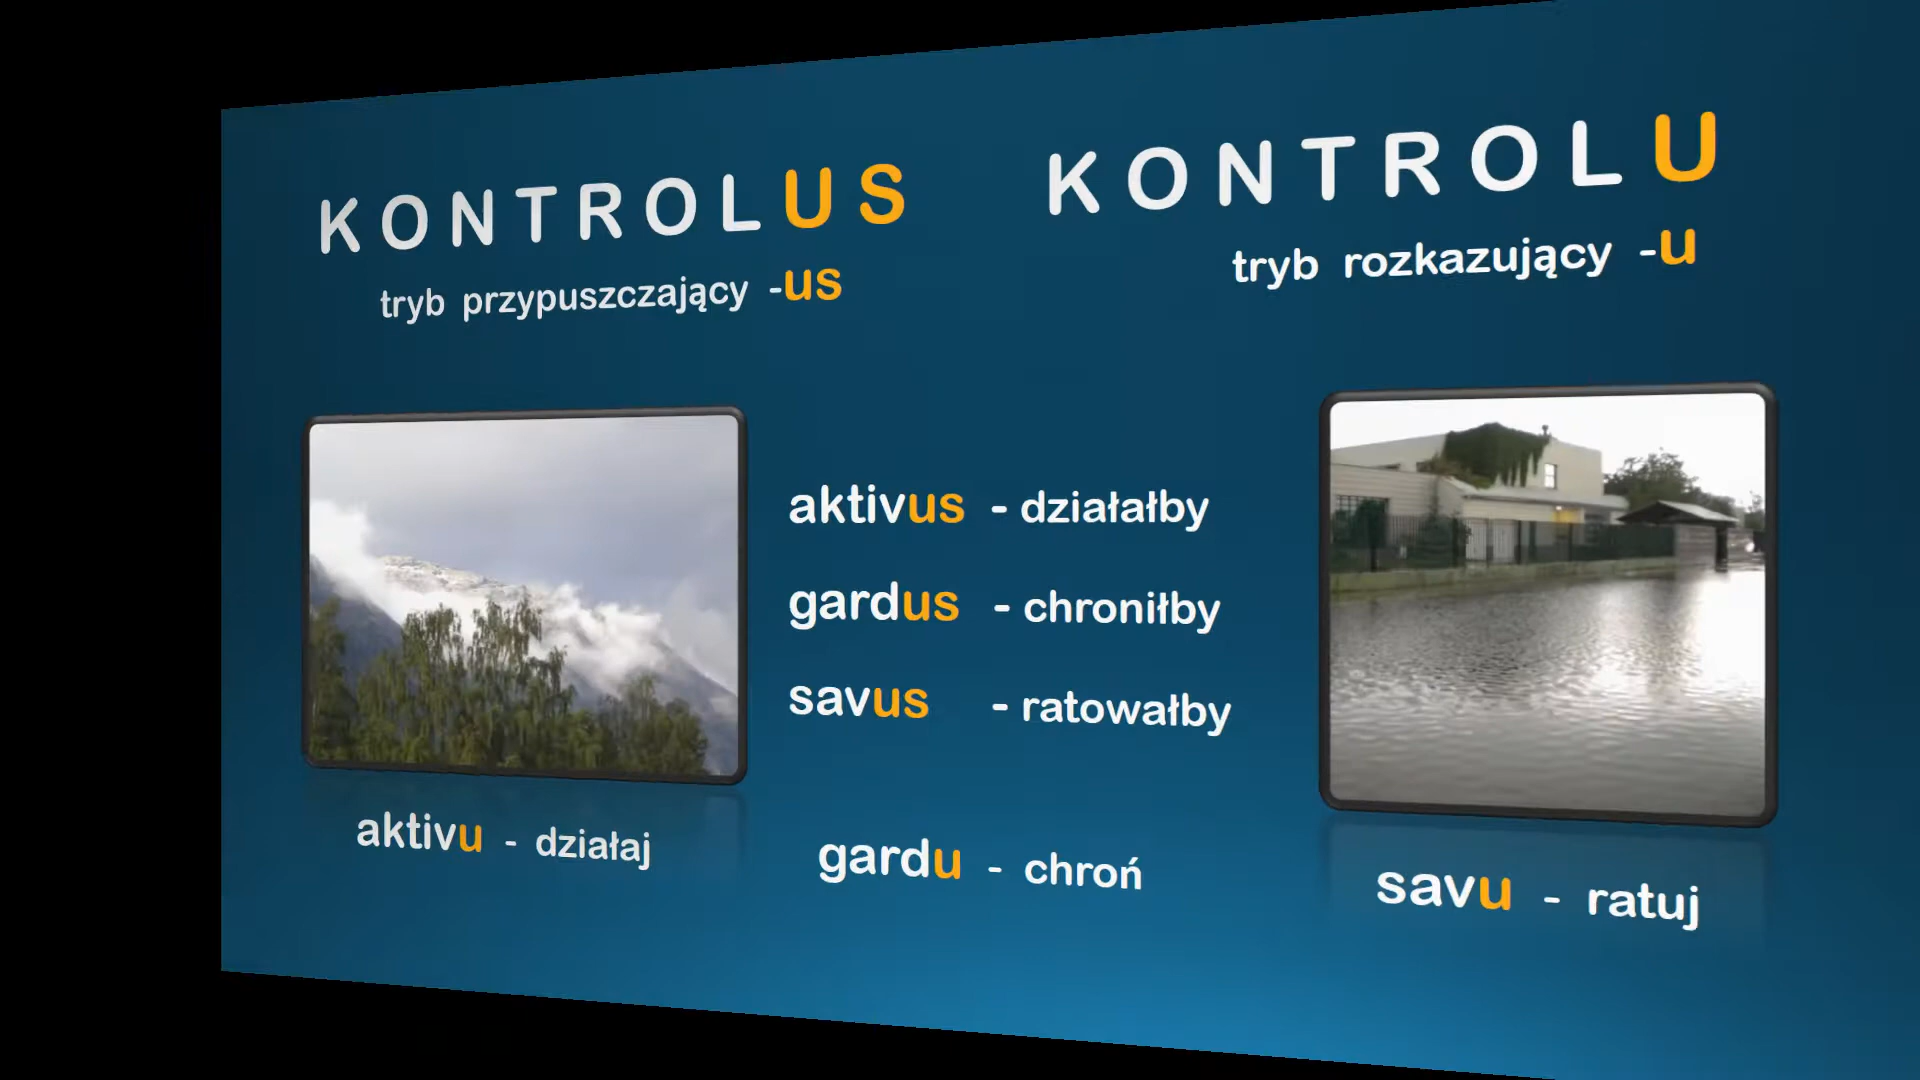 KONTROLUS
tryb przypuszczający -us
KONTROLU
tryb rozkazujący -u
aktivus - działałby
gardus - chroniłby
savus - ratowałby
aktivu - działaj
gardu - chroń
savu - ratuj